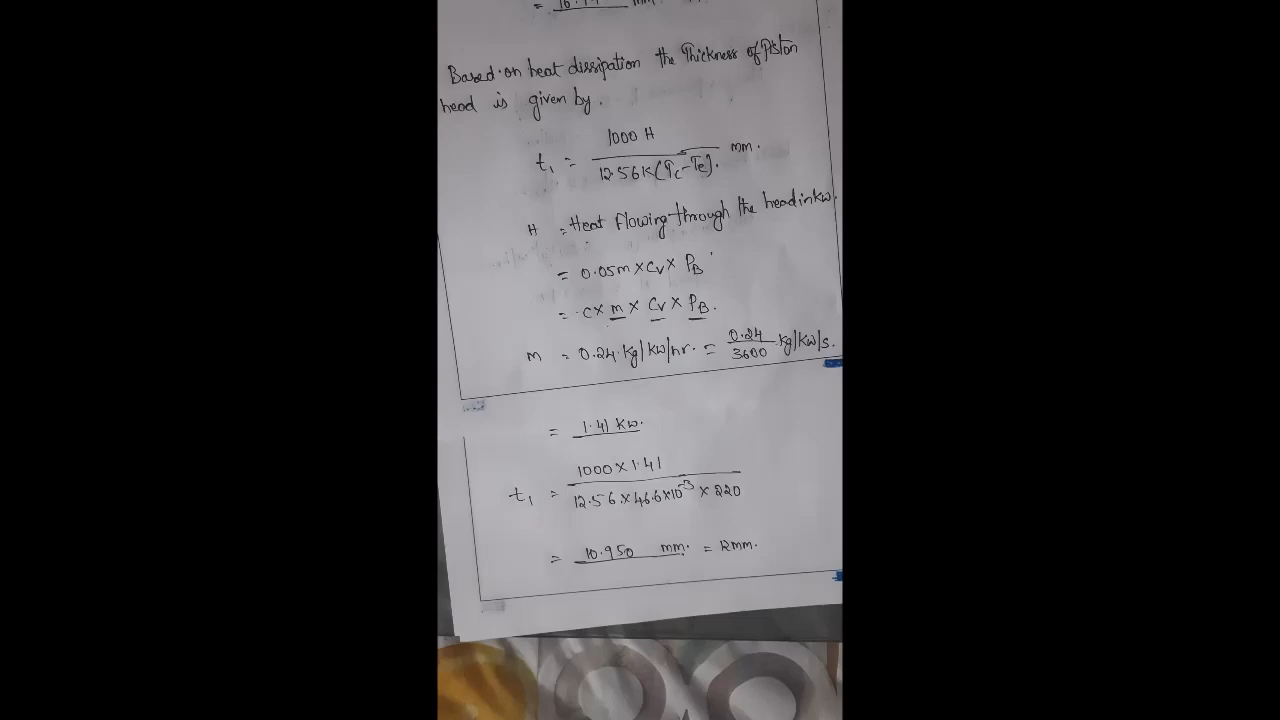 = 16.
Based on heat dissipation the Thickness of Piston
head is given by.
t₁ = 1000 H / 12.56K(Tc-Te). mm.
H = Heat flowing through the head in kw.
= 0.05m × Cv × PB
= C × m × Cv × PB.
m = 0.24 kg/kw/hr. = 0.24/3600 kg/kw/s.
= 1.41 kw.
t₁ = 1000 × 1.41 / 12.56 × 46.6 × 10⁻³ × 220
= 10.950 mm. = 12mm.